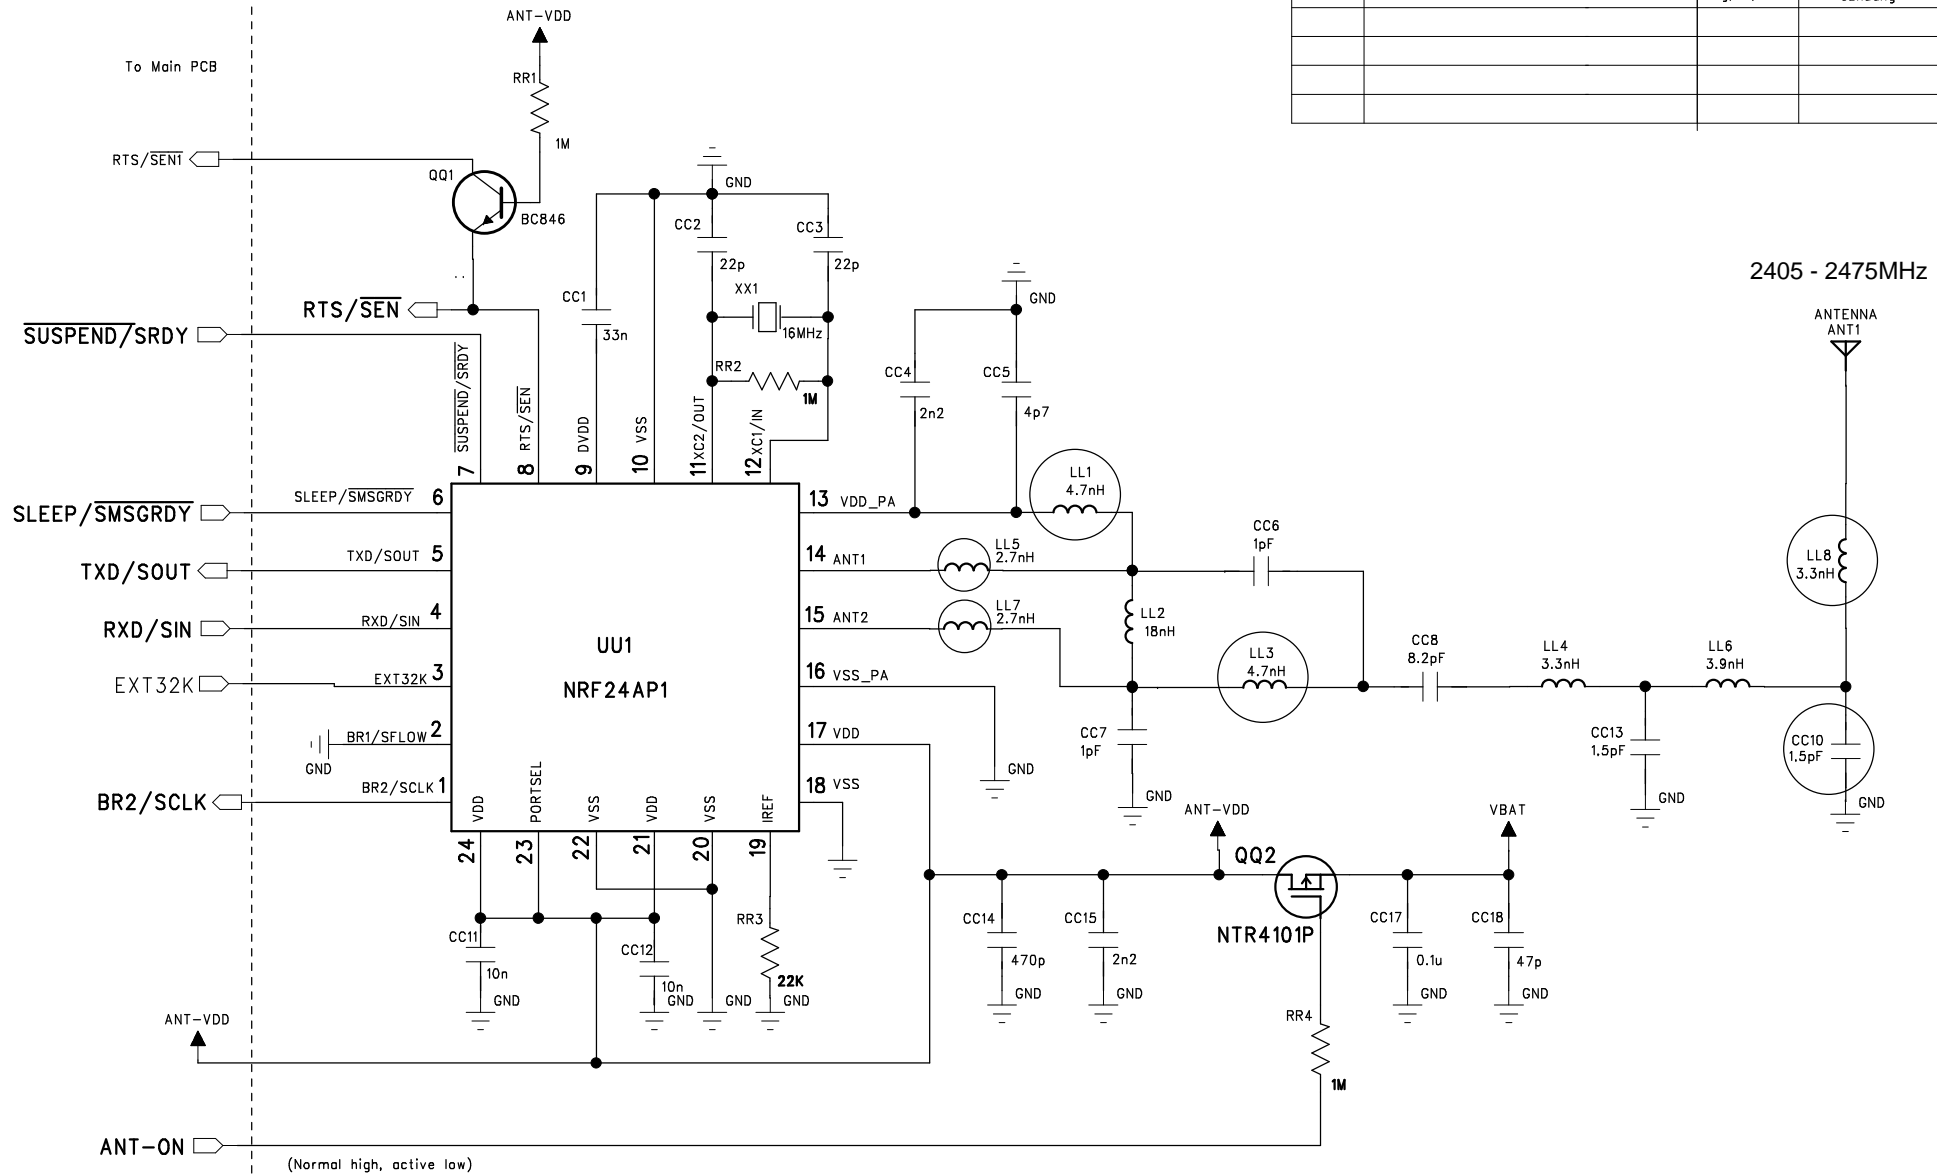 ANT-VDD
To Main PCB
RR1
1M
RTS/SEN1
QQ1
BC846
GND
CC2
22p
CC3
22p
XX1
16MHz
CC1
33n
RR2
1M
2405 - 2475MHz
ANTENNA
ANT1
RTS/SEN
SUSPEND/SRDY
GND
CC4
2n2
CC5
4p7
7 SUSPEND/SRDY
8 RTS/SEN
9 DVDD
10 VSS
11 XC2/OUT
12 XC1/IN
LL1
4.7nH
SLEEP/SMSGRDY
SLEEP/SMSGRDY 6
13 VDD_PA
CC6
1pF
TXD/SOUT
TXD/SOUT 5
14 ANT1
LL5
2.7nH
LL8
3.3nH
RXD/SIN
RXD/SIN 4
15 ANT2
LL7
2.7nH
LL2
18nH
UU1
NRF24AP1
LL3
4.7nH
CC8
8.2pF
LL4
3.3nH
LL6
3.9nH
EXT32K
EXT32K 3
16 VSS_PA
BR1/SFLOW 2
GND
17 VDD
GND
CC7
1pF
GND
CC13
1.5pF
GND
CC10
1.5pF
GND
BR2/SCLK
BR2/SCLK 1
18 VSS
VDD
PORTSEL
VSS
VDD
VSS
IREF
24
23
22
21
20
19
ANT-VDD
VBAT
QQ2
NTR4101P
CC11
10n
GND
CC12
10n
GND
GND
RR3
22K
GND
CC14
470p
GND
CC15
2n2
GND
CC17
0.1u
GND
CC18
47p
GND
ANT-VDD
RR4
1M
ANT-ON
(Normal high, active low)